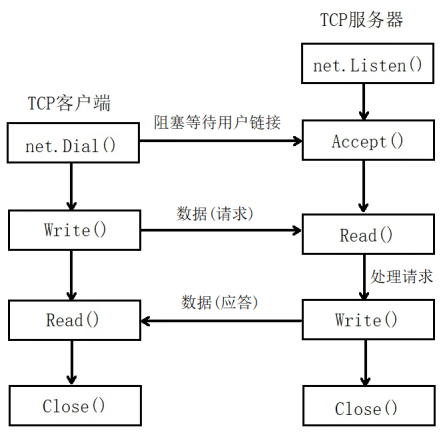 TCP服务器
net.Listen()
TCP客户端
阻塞等待用户链接
net.Dial()
Accept()
数据(请求)
Write()
Read()
处理请求
数据(应答)
Read()
Write()
Close()
Close()